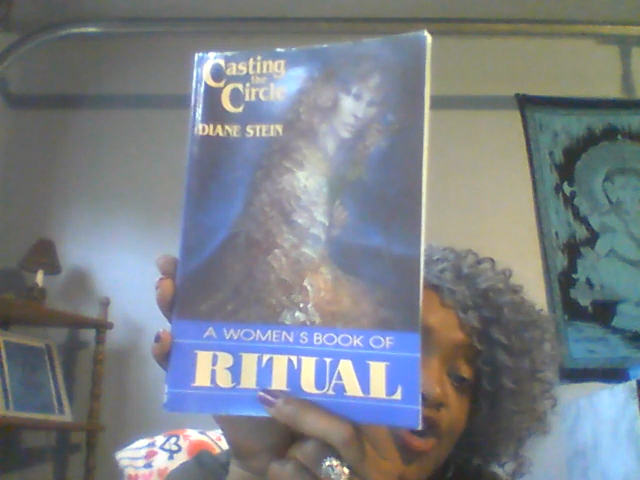 Casting
the
Circle
DIANE STEIN
A WOMEN'S BOOK OF
RITUAL